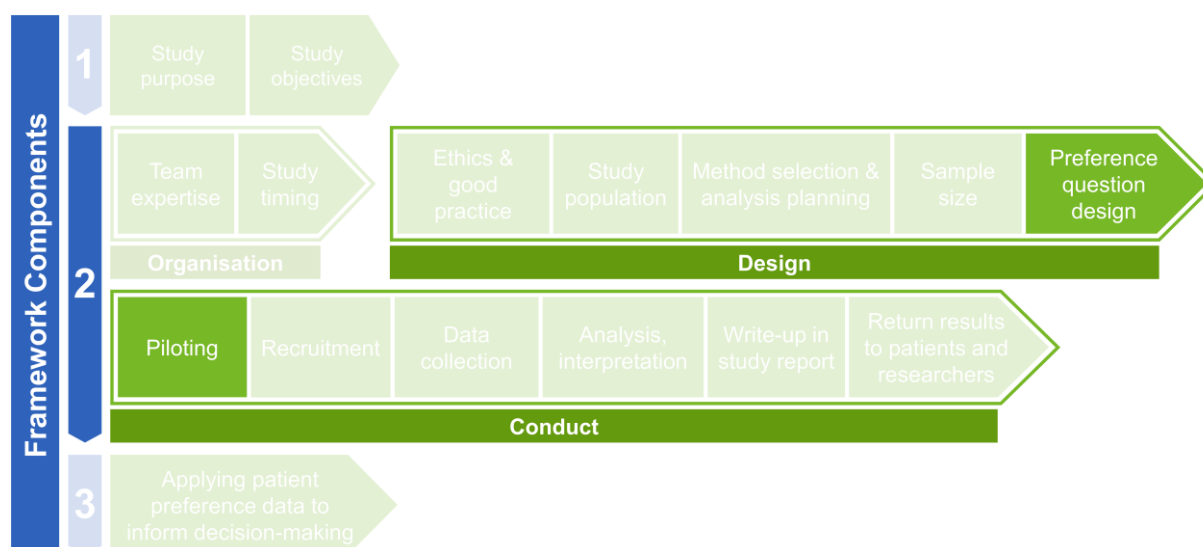 Framework Components
1
Study
purpose
Study
objectives
2
Team
expertise
Study
timing
Organisation
Ethics &
good
practice
Study
population
Method selection &
analysis planning
Sample
size
Preference
question
design
Design
Piloting
Recruitment
Data
collection
Analysis,
interpretation
Write-up in
study report
Return results
to patients and
researchers
Conduct
3
Applying patient
preference data to
inform decision-making